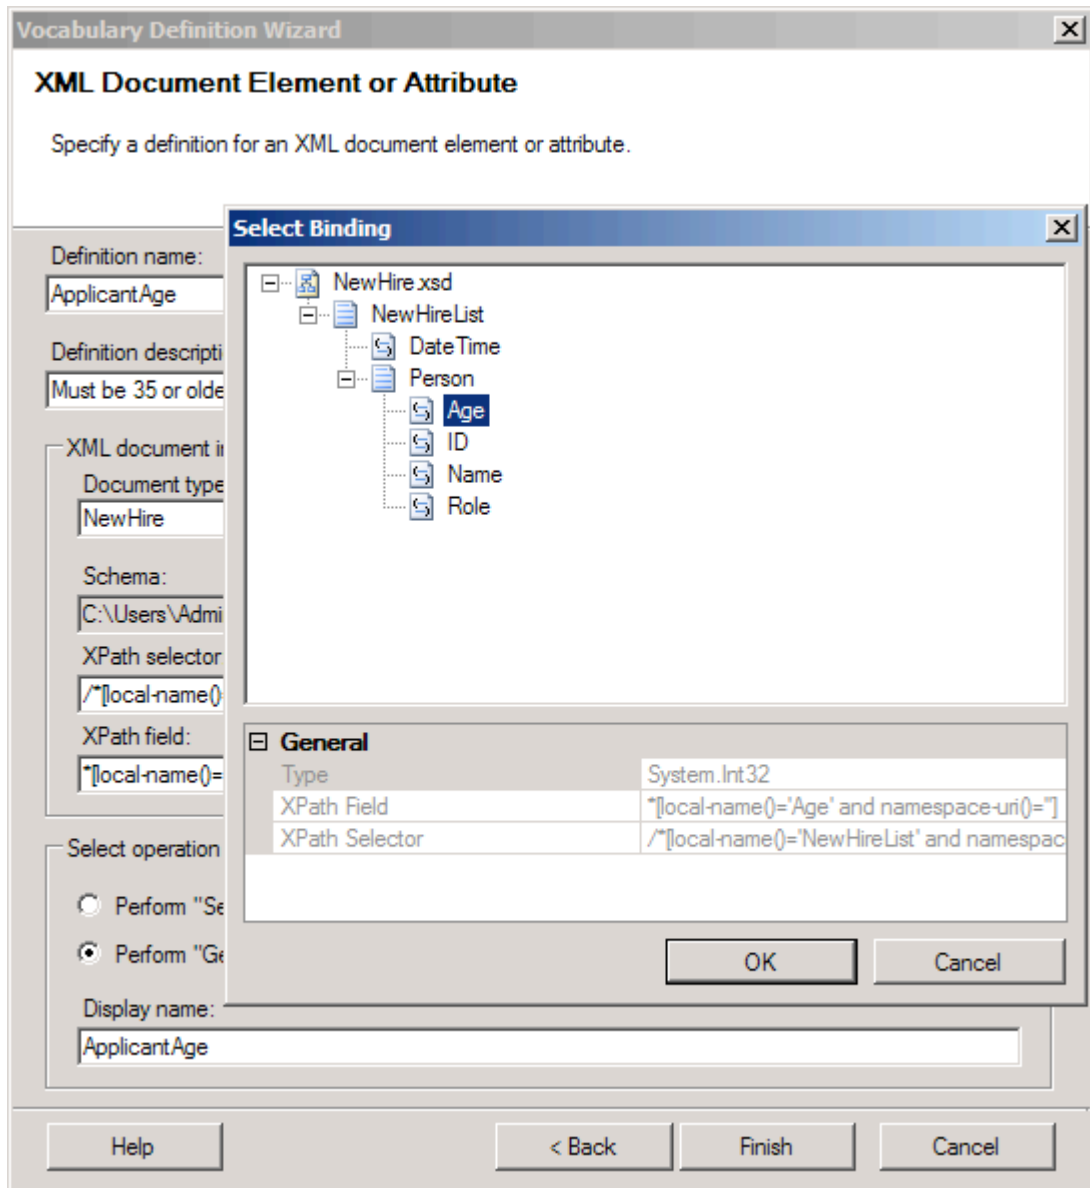 Vocabulary Definition Wizard
XML Document Element or Attribute
Specify a definition for an XML document element or attribute.
Select Binding
Definition name:
ApplicantAge
Definition descripti
Must be 35 or olde
XML document i
Document type
NewHire
Schema:
C:\Users\Admi
XPath selector
/*[local-name()=
XPath field:
*[local-name()=
NewHire.xsd
NewHireList
DateTime
Person
Age
ID
Name
Role
General
Type System.Int32
XPath Field *[local-name()='Age' and namespace-uri()='']
XPath Selector /*[local-name()='NewHireList' and namespac
OK Cancel
Select operation
Perform "Se
Perform "Ge
Display name:
ApplicantAge
Help < Back Finish Cancel